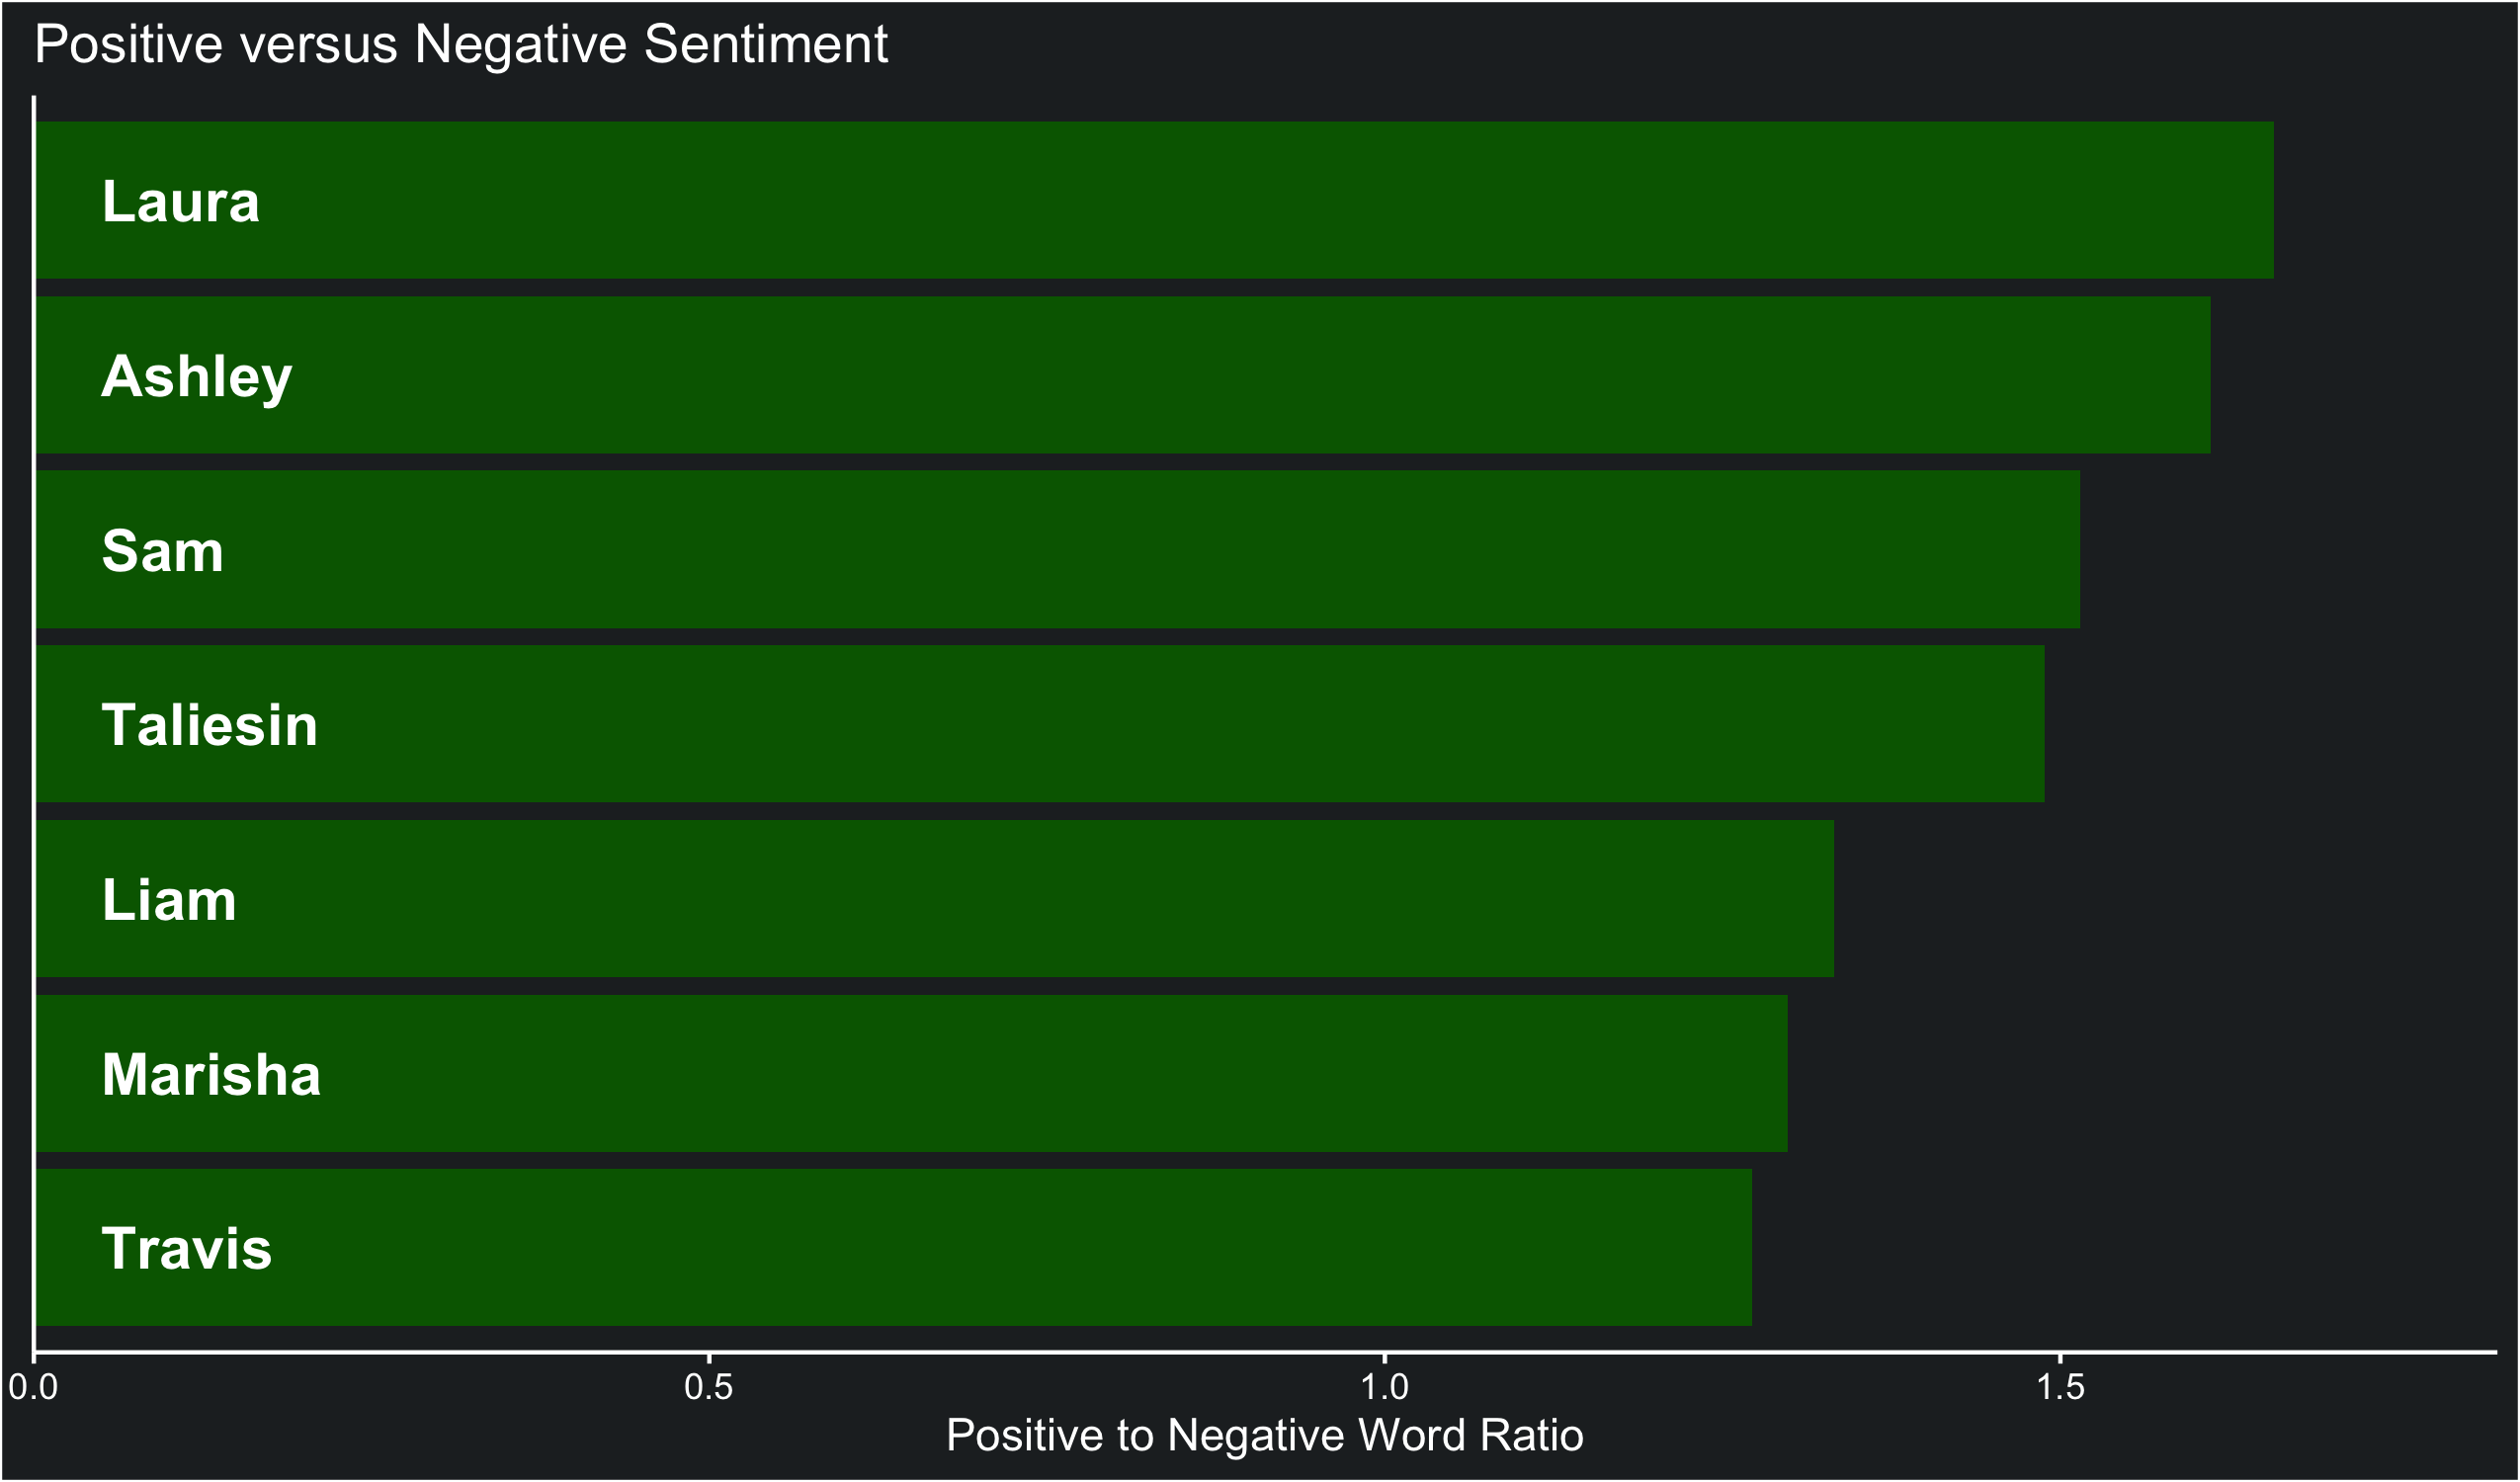 Positive versus Negative Sentiment
Laura
Ashley
Sam
Taliesin
Liam
Marisha
Travis
0.0 0.5 1.0 1.5
Positive to Negative Word Ratio